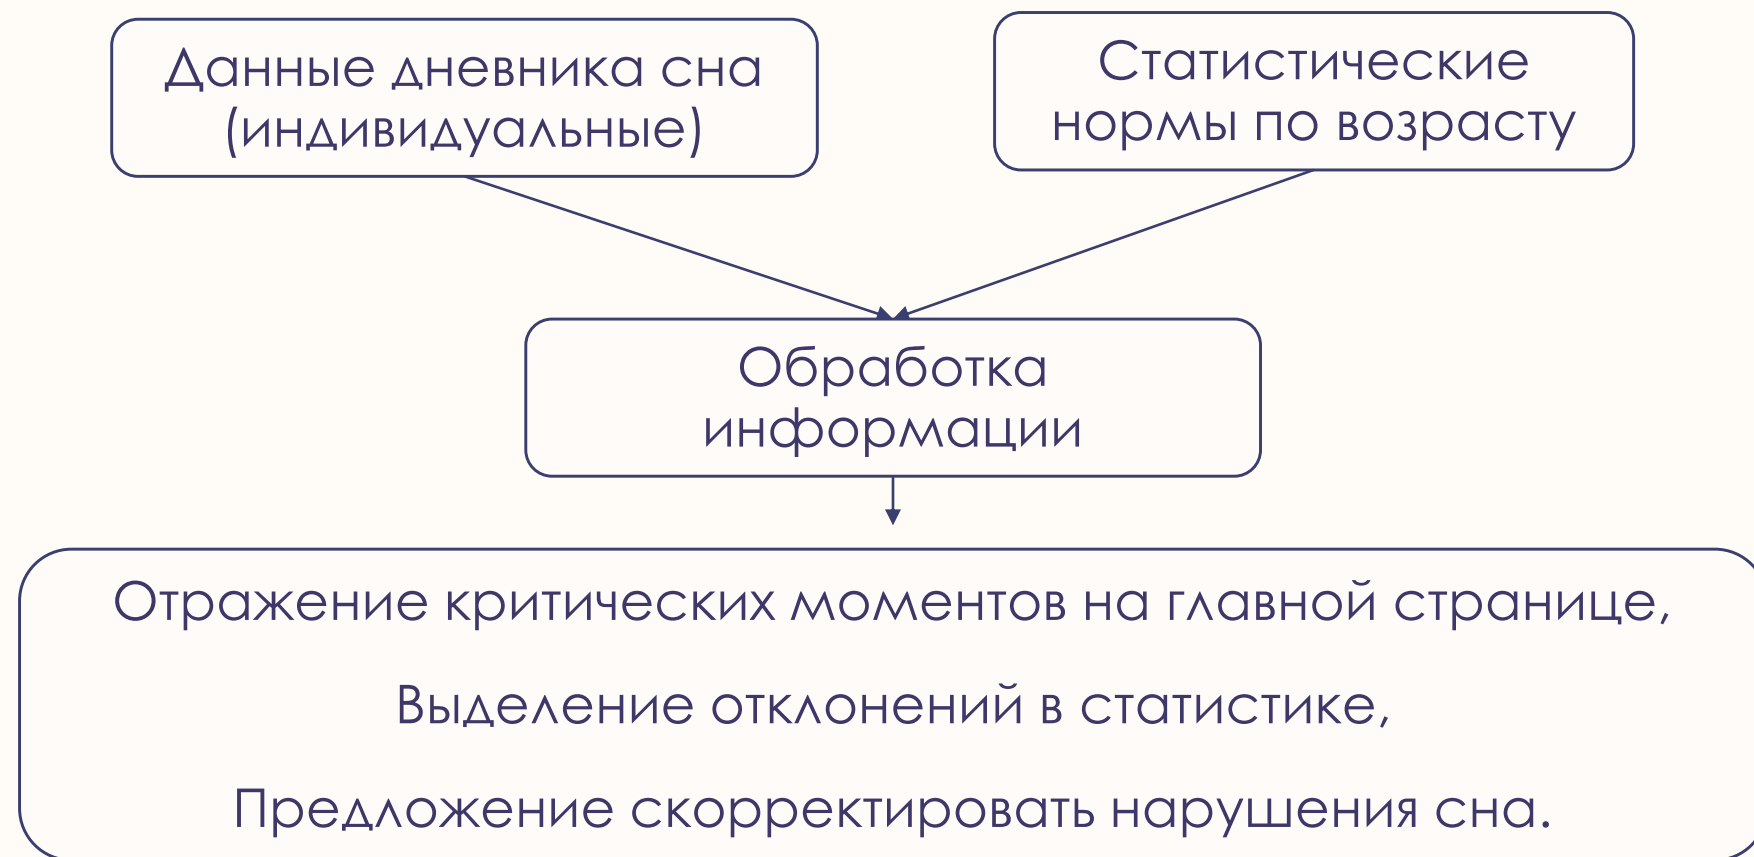 Данные дневника сна
(индивидуальные)
Статистические
нормы по возрасту
Обработка
информации
Отражение критических моментов на главной странице,
Выделение отклонений в статистике,
Предложение скорректировать нарушения сна.